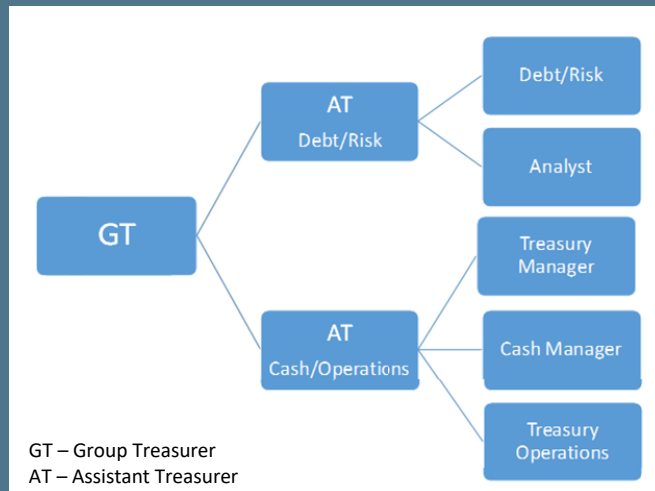 GT
AT
Debt/Risk
AT
Cash/Operations
Debt/Risk
Analyst
Treasury
Manager
Cash Manager
Treasury
Operations
GT – Group Treasurer
AT – Assistant Treasurer